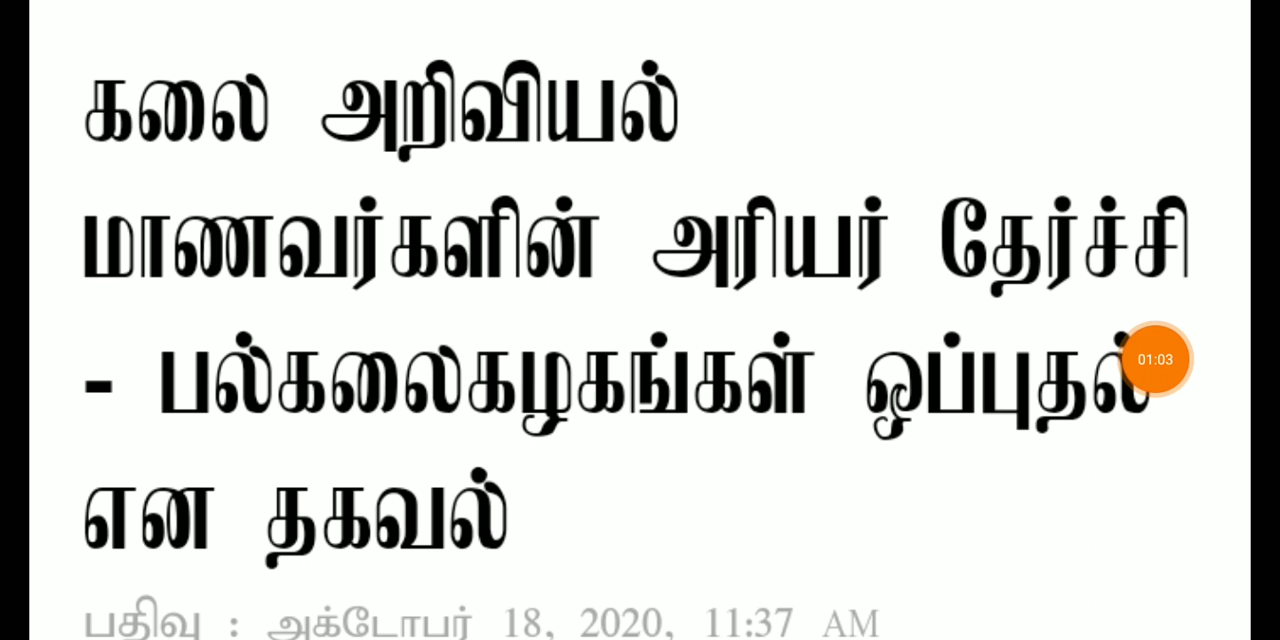 கலை அறிவியல்
மாணவர்களின் அரியர் தேர்ச்சி
- பல்கலைகழகங்கள் ஒப்புதல்
01:03
என தகவல்
பதிவு : அக்டோபர் 18, 2020, 11:37 AM